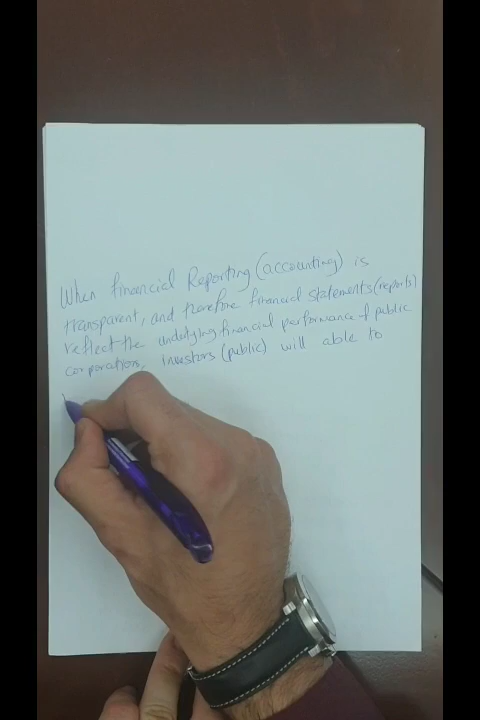 When financial Reporting (accounting) is
transparent, and therefore financial statements (reports)
reflect the underlying financial performance of public
corporations, investors (public) will able to